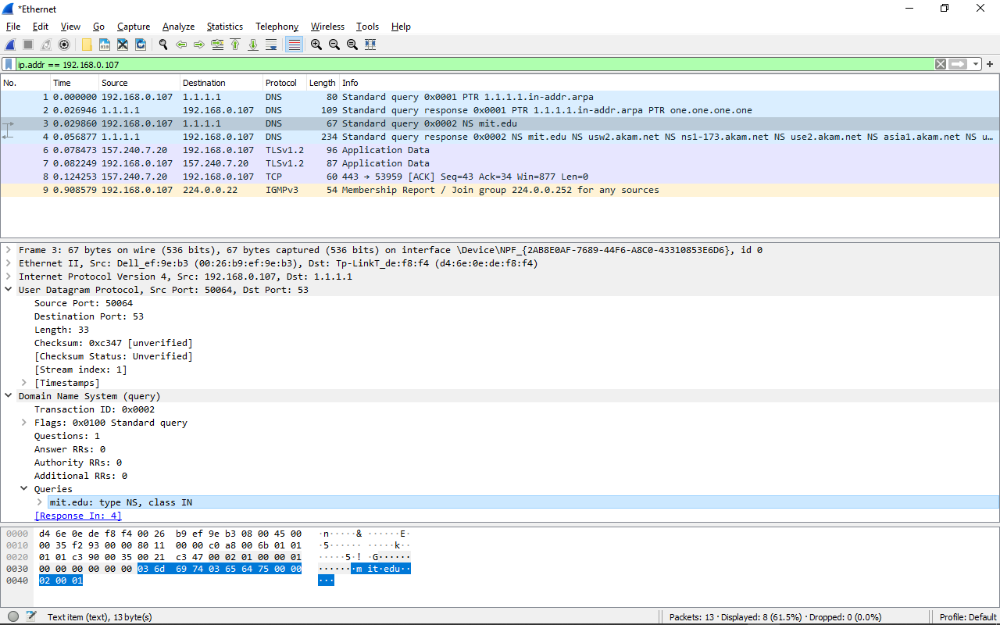 *Ethernet
File Edit View Go Capture Analyze Statistics Telephony Wireless Tools Help
ip.addr == 192.168.0.107
No. Time Source Destination Protocol Length Info
1 0.000000 192.168.0.107 1.1.1.1 DNS 80 Standard query 0x0001 PTR 1.1.1.1.in-addr.arpa
2 0.026946 1.1.1.1 192.168.0.107 DNS 109 Standard query response 0x0001 PTR 1.1.1.1.in-addr.arpa PTR one.one.one.one
3 0.029860 192.168.0.107 1.1.1.1 DNS 67 Standard query 0x0002 NS mit.edu
4 0.056877 1.1.1.1 192.168.0.107 DNS 234 Standard query response 0x0002 NS mit.edu NS usw2.akam.net NS ns1-173.akam.net NS use2.akam.net NS asia1.akam.net NS u…
6 0.078473 157.240.7.20 192.168.0.107 TLSv1.2 96 Application Data
7 0.082249 192.168.0.107 157.240.7.20 TLSv1.2 87 Application Data
8 0.124253 157.240.7.20 192.168.0.107 TCP 60 443 → 53959 [ACK] Seq=43 Ack=34 Win=877 Len=0
9 0.908579 192.168.0.107 224.0.0.22 IGMPv3 54 Membership Report / Join group 224.0.0.252 for any sources
Frame 3: 67 bytes on wire (536 bits), 67 bytes captured (536 bits) on interface \Device\NPF_{2AB8E0AF-7689-44F6-A8C0-43310853E6D6}, id 0
Ethernet II, Src: Dell_ef:9e:b3 (00:26:b9:ef:9e:b3), Dst: Tp-LinkT_de:f8:f4 (d4:6e:0e:de:f8:f4)
Internet Protocol Version 4, Src: 192.168.0.107, Dst: 1.1.1.1
User Datagram Protocol, Src Port: 50064, Dst Port: 53
Source Port: 50064
Destination Port: 53
Length: 33
Checksum: 0xc347 [unverified]
[Checksum Status: Unverified]
[Stream index: 1]
[Timestamps]
Domain Name System (query)
Transaction ID: 0x0002
Flags: 0x0100 Standard query
Questions: 1
Answer RRs: 0
Authority RRs: 0
Additional RRs: 0
Queries
mit.edu: type NS, class IN
[Response In: 4]
0000 d4 6e 0e de f8 f4 00 26 b9 ef 9e b3 08 00 45 00 ·n·····& ······E·
0010 00 35 f2 93 00 00 80 11 00 00 c0 a8 00 6b 01 01 ·5······ ·····k··
0020 01 01 c3 90 00 35 00 21 c3 47 00 02 01 00 00 01 ·····5·! ·G······
0030 00 00 00 00 00 00 03 6d 69 74 03 65 64 75 00 00 ·······m it·edu··
0040 02 00 01 ···
Text item (text), 13 byte(s) Packets: 13 · Displayed: 8 (61.5%) · Dropped: 0 (0.0%) Profile: Default